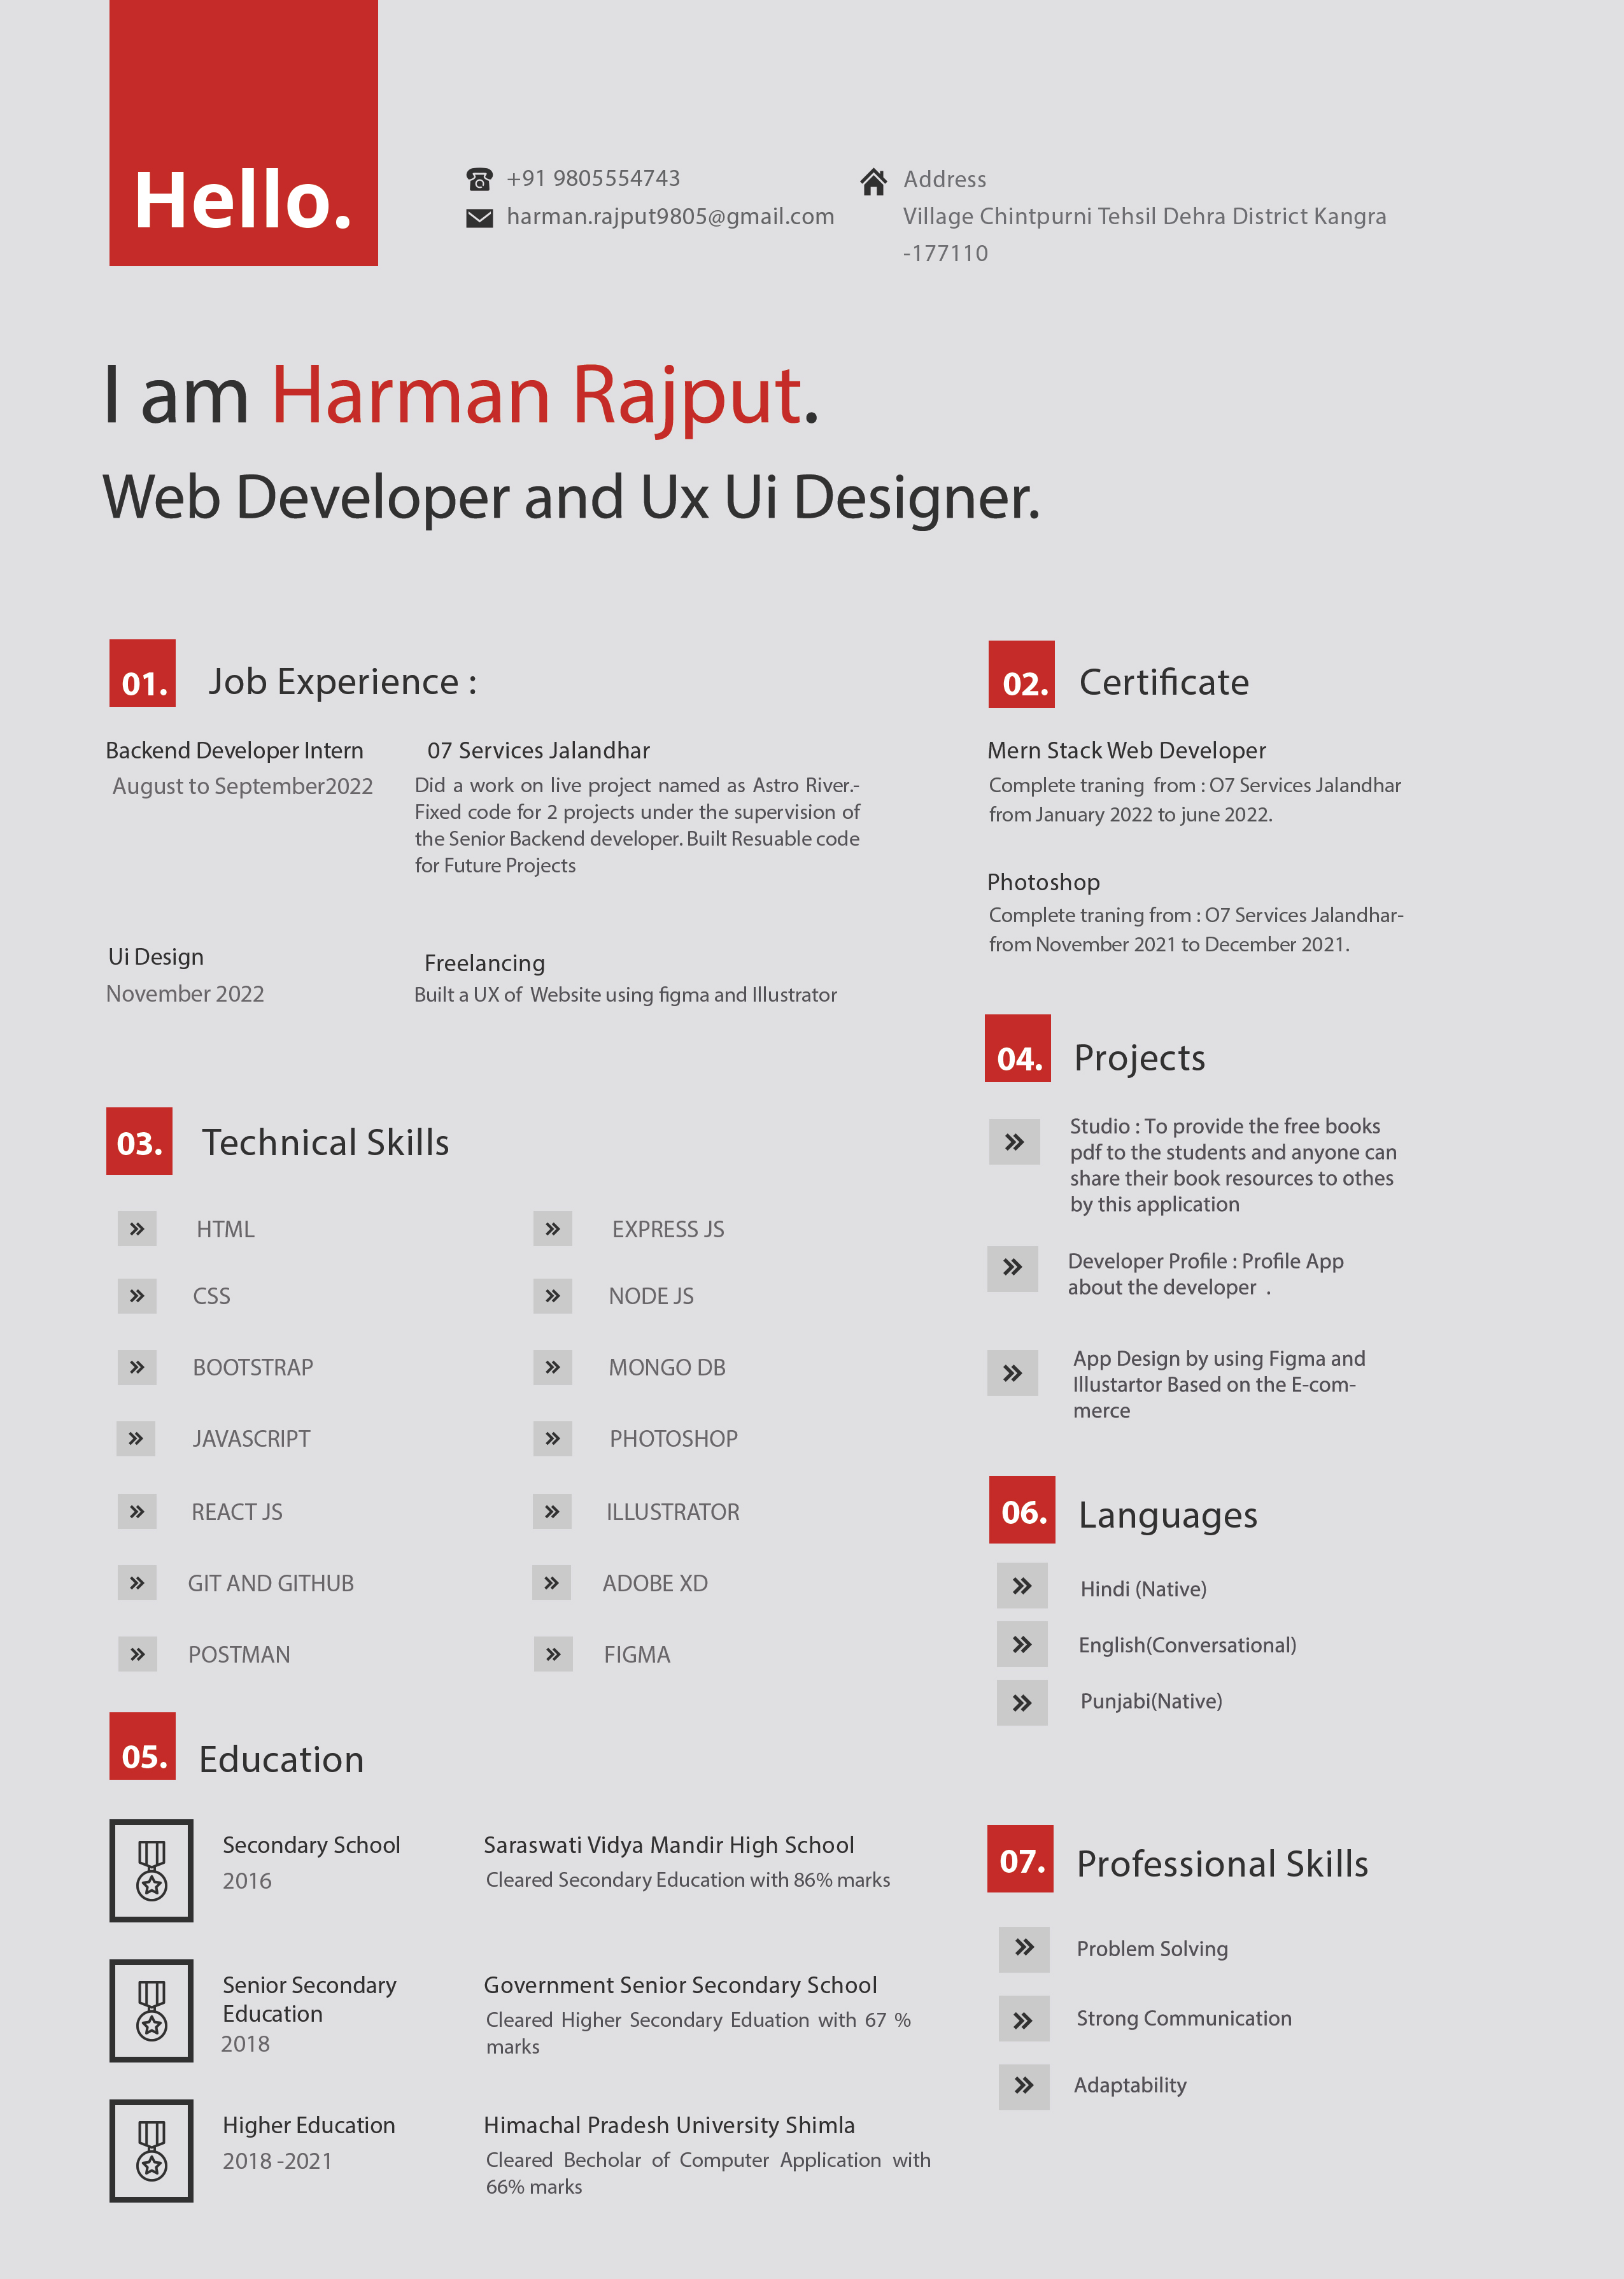 Hello.
+91 9805554743
harman.rajput9805@gmail.com
Address
Village Chintpurni Tehsil Dehra District Kangra
-177110
I am Harman Rajput.
Web Developer and Ux Ui Designer.
01. Job Experience :
Backend Developer Intern
August to September2022
07 Services Jalandhar
Did a work on live project named as Astro River.-
Fixed code for 2 projects under the supervision of
the Senior Backend developer. Built Resuable code
for Future Projects
Ui Design
November 2022
Freelancing
Built a UX of Website using figma and Illustrator
02. Certificate
Mern Stack Web Developer
Complete traning from : O7 Services Jalandhar
from January 2022 to june 2022.
Photoshop
Complete traning from : O7 Services Jalandhar-
from November 2021 to December 2021.
03. Technical Skills
HTML
CSS
BOOTSTRAP
JAVASCRIPT
REACT JS
GIT AND GITHUB
POSTMAN
EXPRESS JS
NODE JS
MONGO DB
PHOTOSHOP
ILLUSTRATOR
ADOBE XD
FIGMA
04. Projects
Studio : To provide the free books
pdf to the students and anyone can
share their book resources to othes
by this application
Developer Profile : Profile App
about the developer .
App Design by using Figma and
Illustartor Based on the E-com-
merce
05. Education
Secondary School
2016
Saraswati Vidya Mandir High School
Cleared Secondary Education with 86% marks
Senior Secondary
Education
2018
Government Senior Secondary School
Cleared Higher Secondary Eduation with 67 %
marks
Higher Education
2018 -2021
Himachal Pradesh University Shimla
Cleared Becholar of Computer Application with
66% marks
06. Languages
Hindi (Native)
English(Conversational)
Punjabi(Native)
07. Professional Skills
Problem Solving
Strong Communication
Adaptability